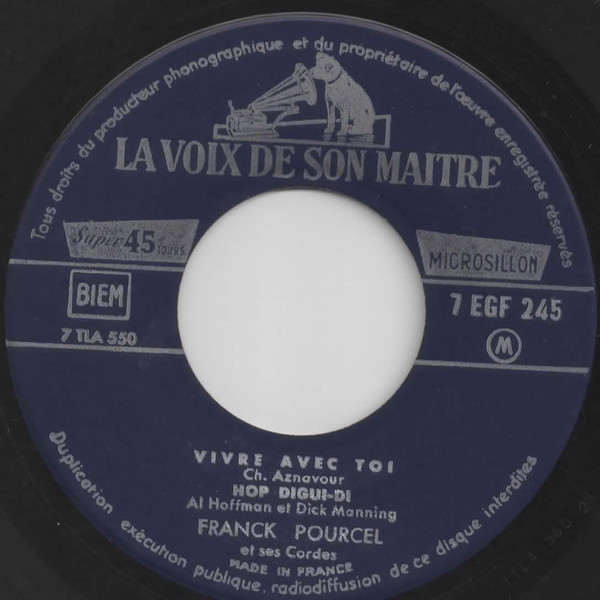 Tous droits du producteur phonographique et du propriétaire de l'œuvre enregistrée réservés
LA VOIX DE SON MAITRE
Super 45 TOURS
MICROSILLON
BIEM
7 EGF 245
7 TLA 550
M
VIVRE AVEC TOI
Ch. Aznavour
HOP DIGUI-DI
Al Hoffman et Dick Manning
FRANCK POURCEL
et ses Cordes
MADE IN FRANCE
Duplication exécution publique, radiodiffusion de ce disque interdites